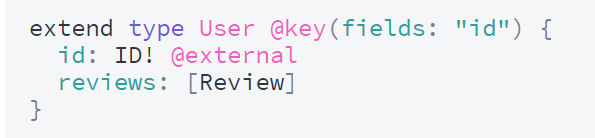 extend type User @key(fields: "id") {
  id: ID! @external
  reviews: [Review]
}